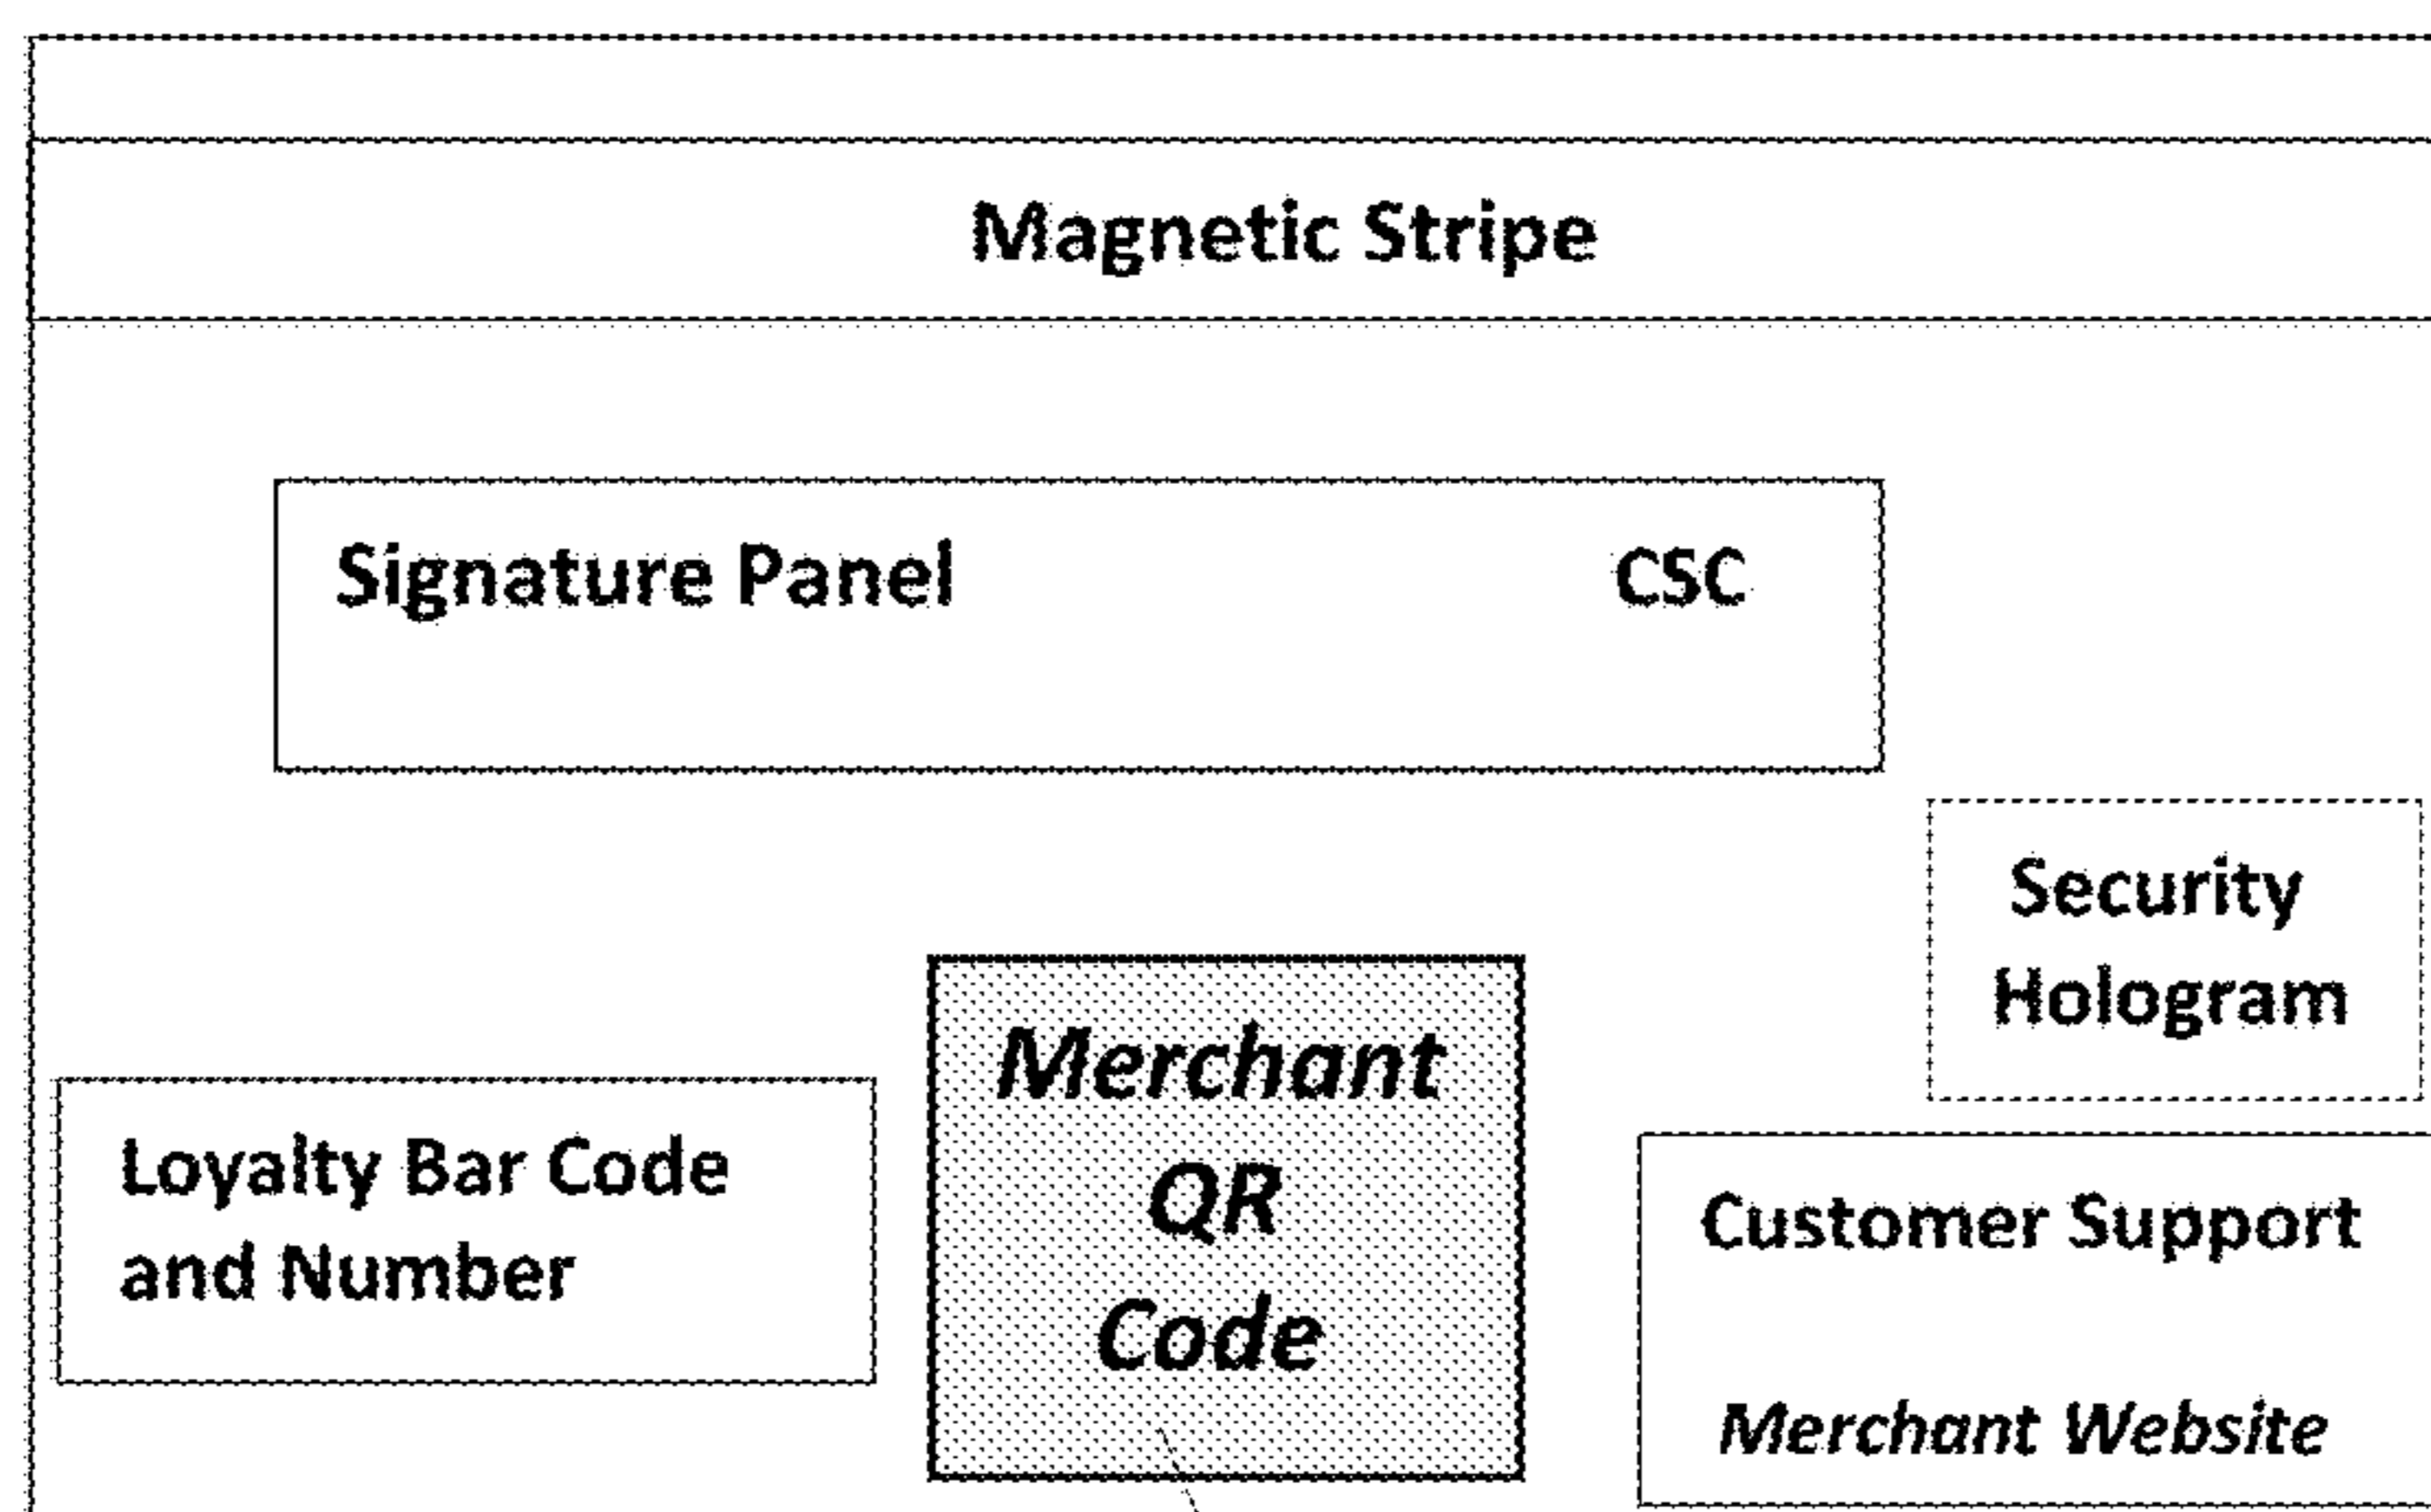 Magnetic Stripe
Signature Panel CSC
Security
Hologram
Merchant
QR
Code
Loyalty Bar Code
and Number
Customer Support
Merchant Website